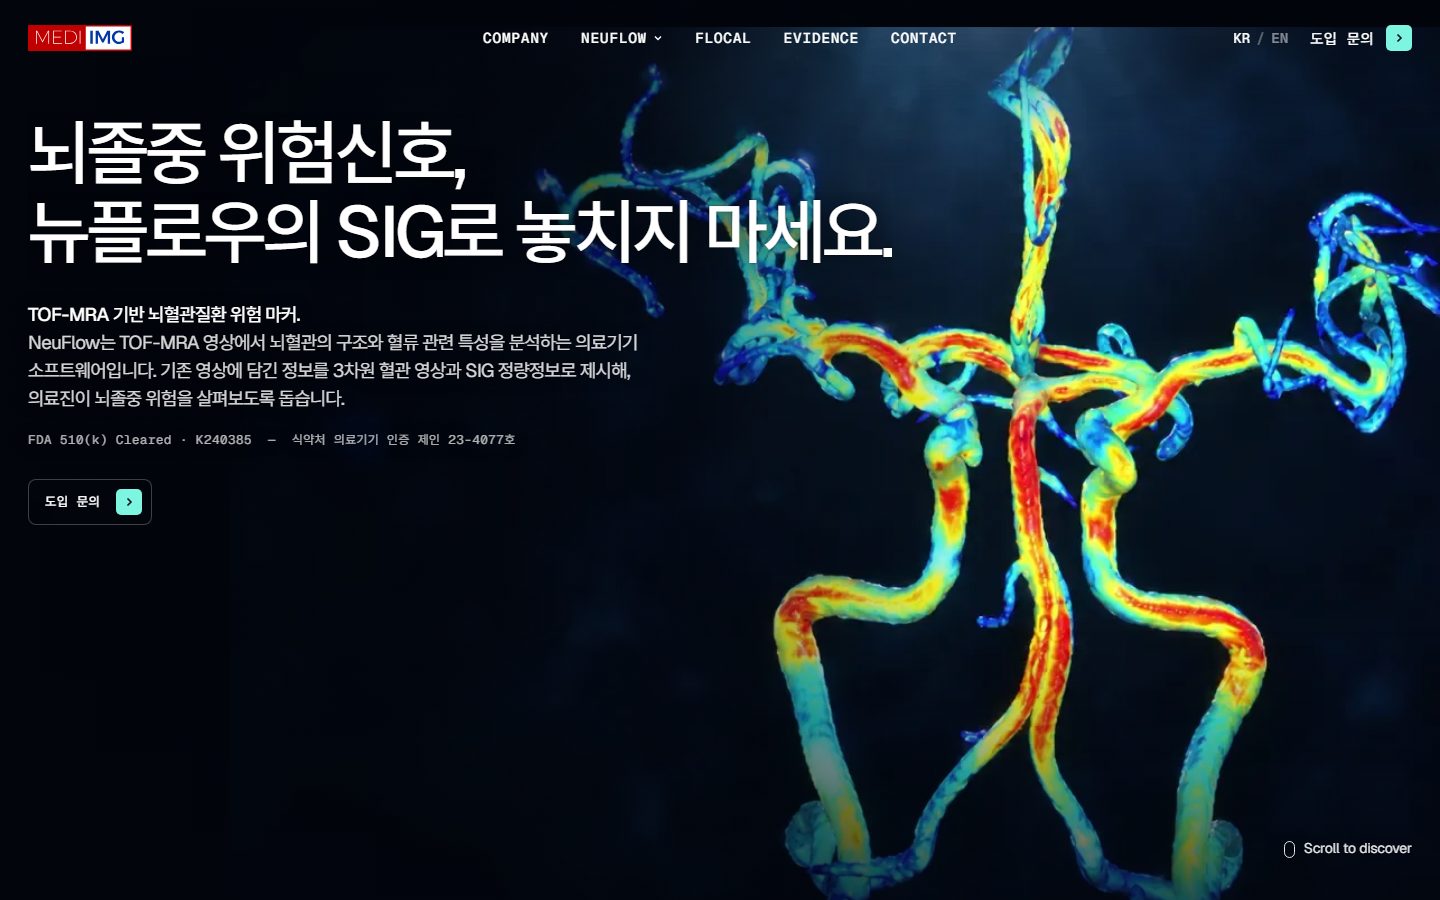 MEDI IMG
COMPANY NEUFLOW FLOCAL EVIDENCE CONTACT
KR / EN 도입 문의
뇌졸중 위험신호,
뉴플로우의 SIG로 놓치지 마세요.
TOF-MRA 기반 뇌혈관질환 위험 마커.
NeuFlow는 TOF-MRA 영상에서 뇌혈관의 구조와 혈류 관련 특성을 분석하는 의료기기
소프트웨어입니다. 기존 영상에 담긴 정보를 3차원 혈관 영상과 SIG 정량정보로 제시해,
의료진이 뇌졸중 위험을 살펴보도록 돕습니다.
FDA 510(k) Cleared · K240385 — 식약처 의료기기 인증 제인 23-4077호
도입 문의
Scroll to discover